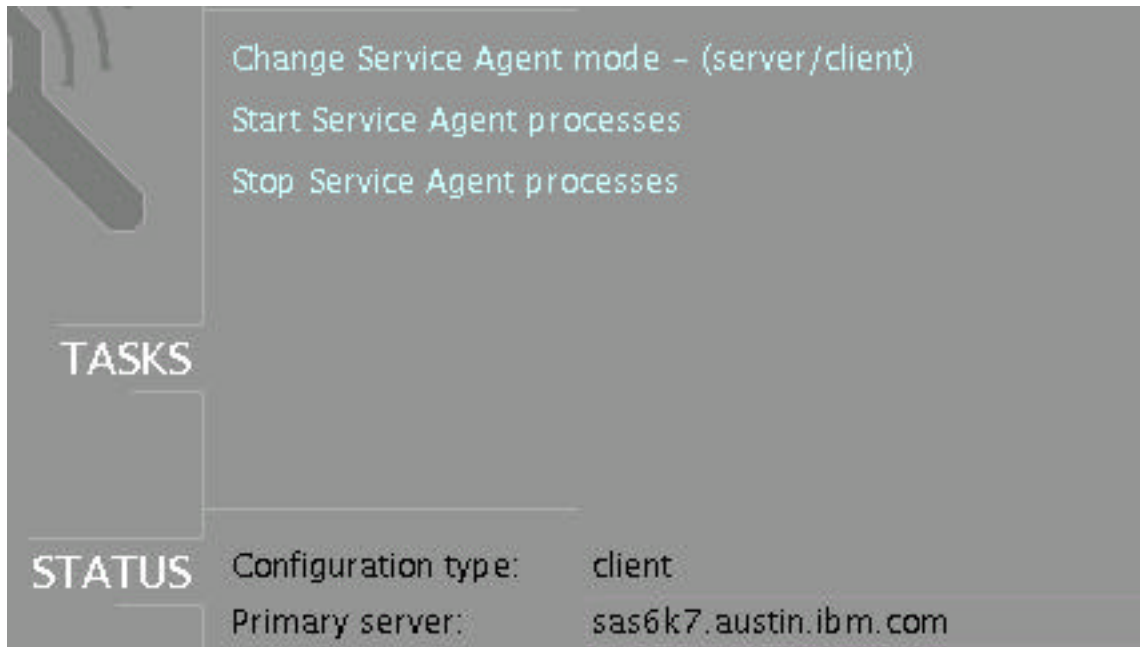 Change Service Agent mode – (server/client)
Start Service Agent processes
Stop Service Agent processes
TASKS
STATUS
Configuration type: client
Primary server: sas6k7.austin.ibm.com